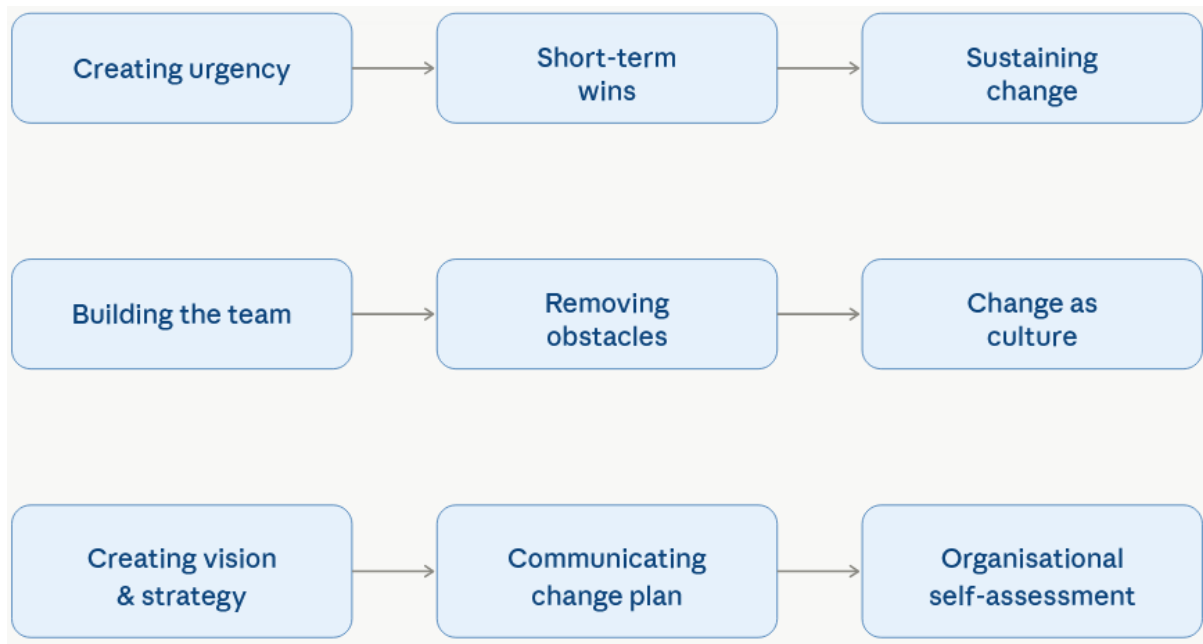 Creating urgency
Short-term
wins
Sustaining
change
Building the team
Removing
obstacles
Change as
culture
Creating vision
& strategy
Communicating
change plan
Organisational
self-assessment